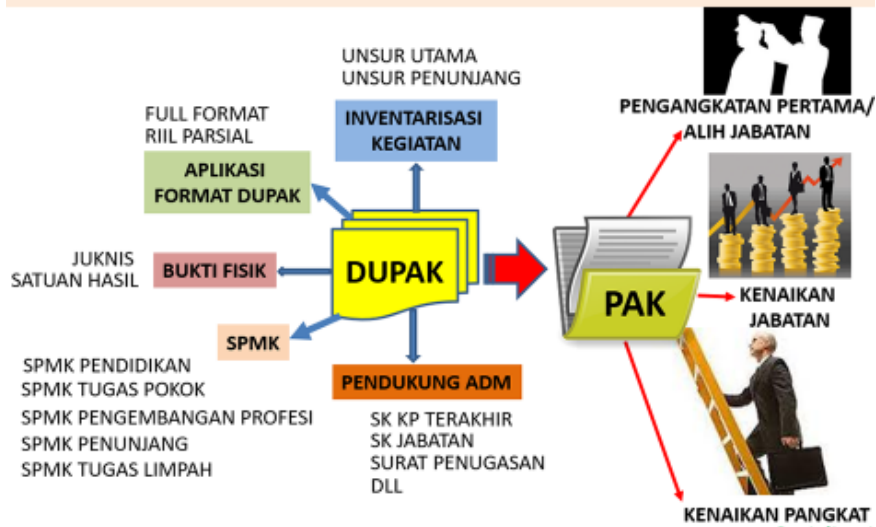 UNSUR UTAMA
UNSUR PENUNJANG
INVENTARISASI
KEGIATAN
FULL FORMAT
RIIL PARSIAL
APLIKASI
FORMAT DUPAK
JUKNIS
SATUAN HASIL
BUKTI FISIK
DUPAK
SPMK
SPMK PENDIDIKAN
SPMK TUGAS POKOK
SPMK PENGEMBANGAN PROFESI
SPMK PENUNJANG
SPMK TUGAS LIMPAH
PENDUKUNG ADM
SK KP TERAKHIR
SK JABATAN
SURAT PENUGASAN
DLL
PAK
PENGANGKATAN PERTAMA/
ALIH JABATAN
KENAIKAN
JABATAN
KENAIKAN PANGKAT